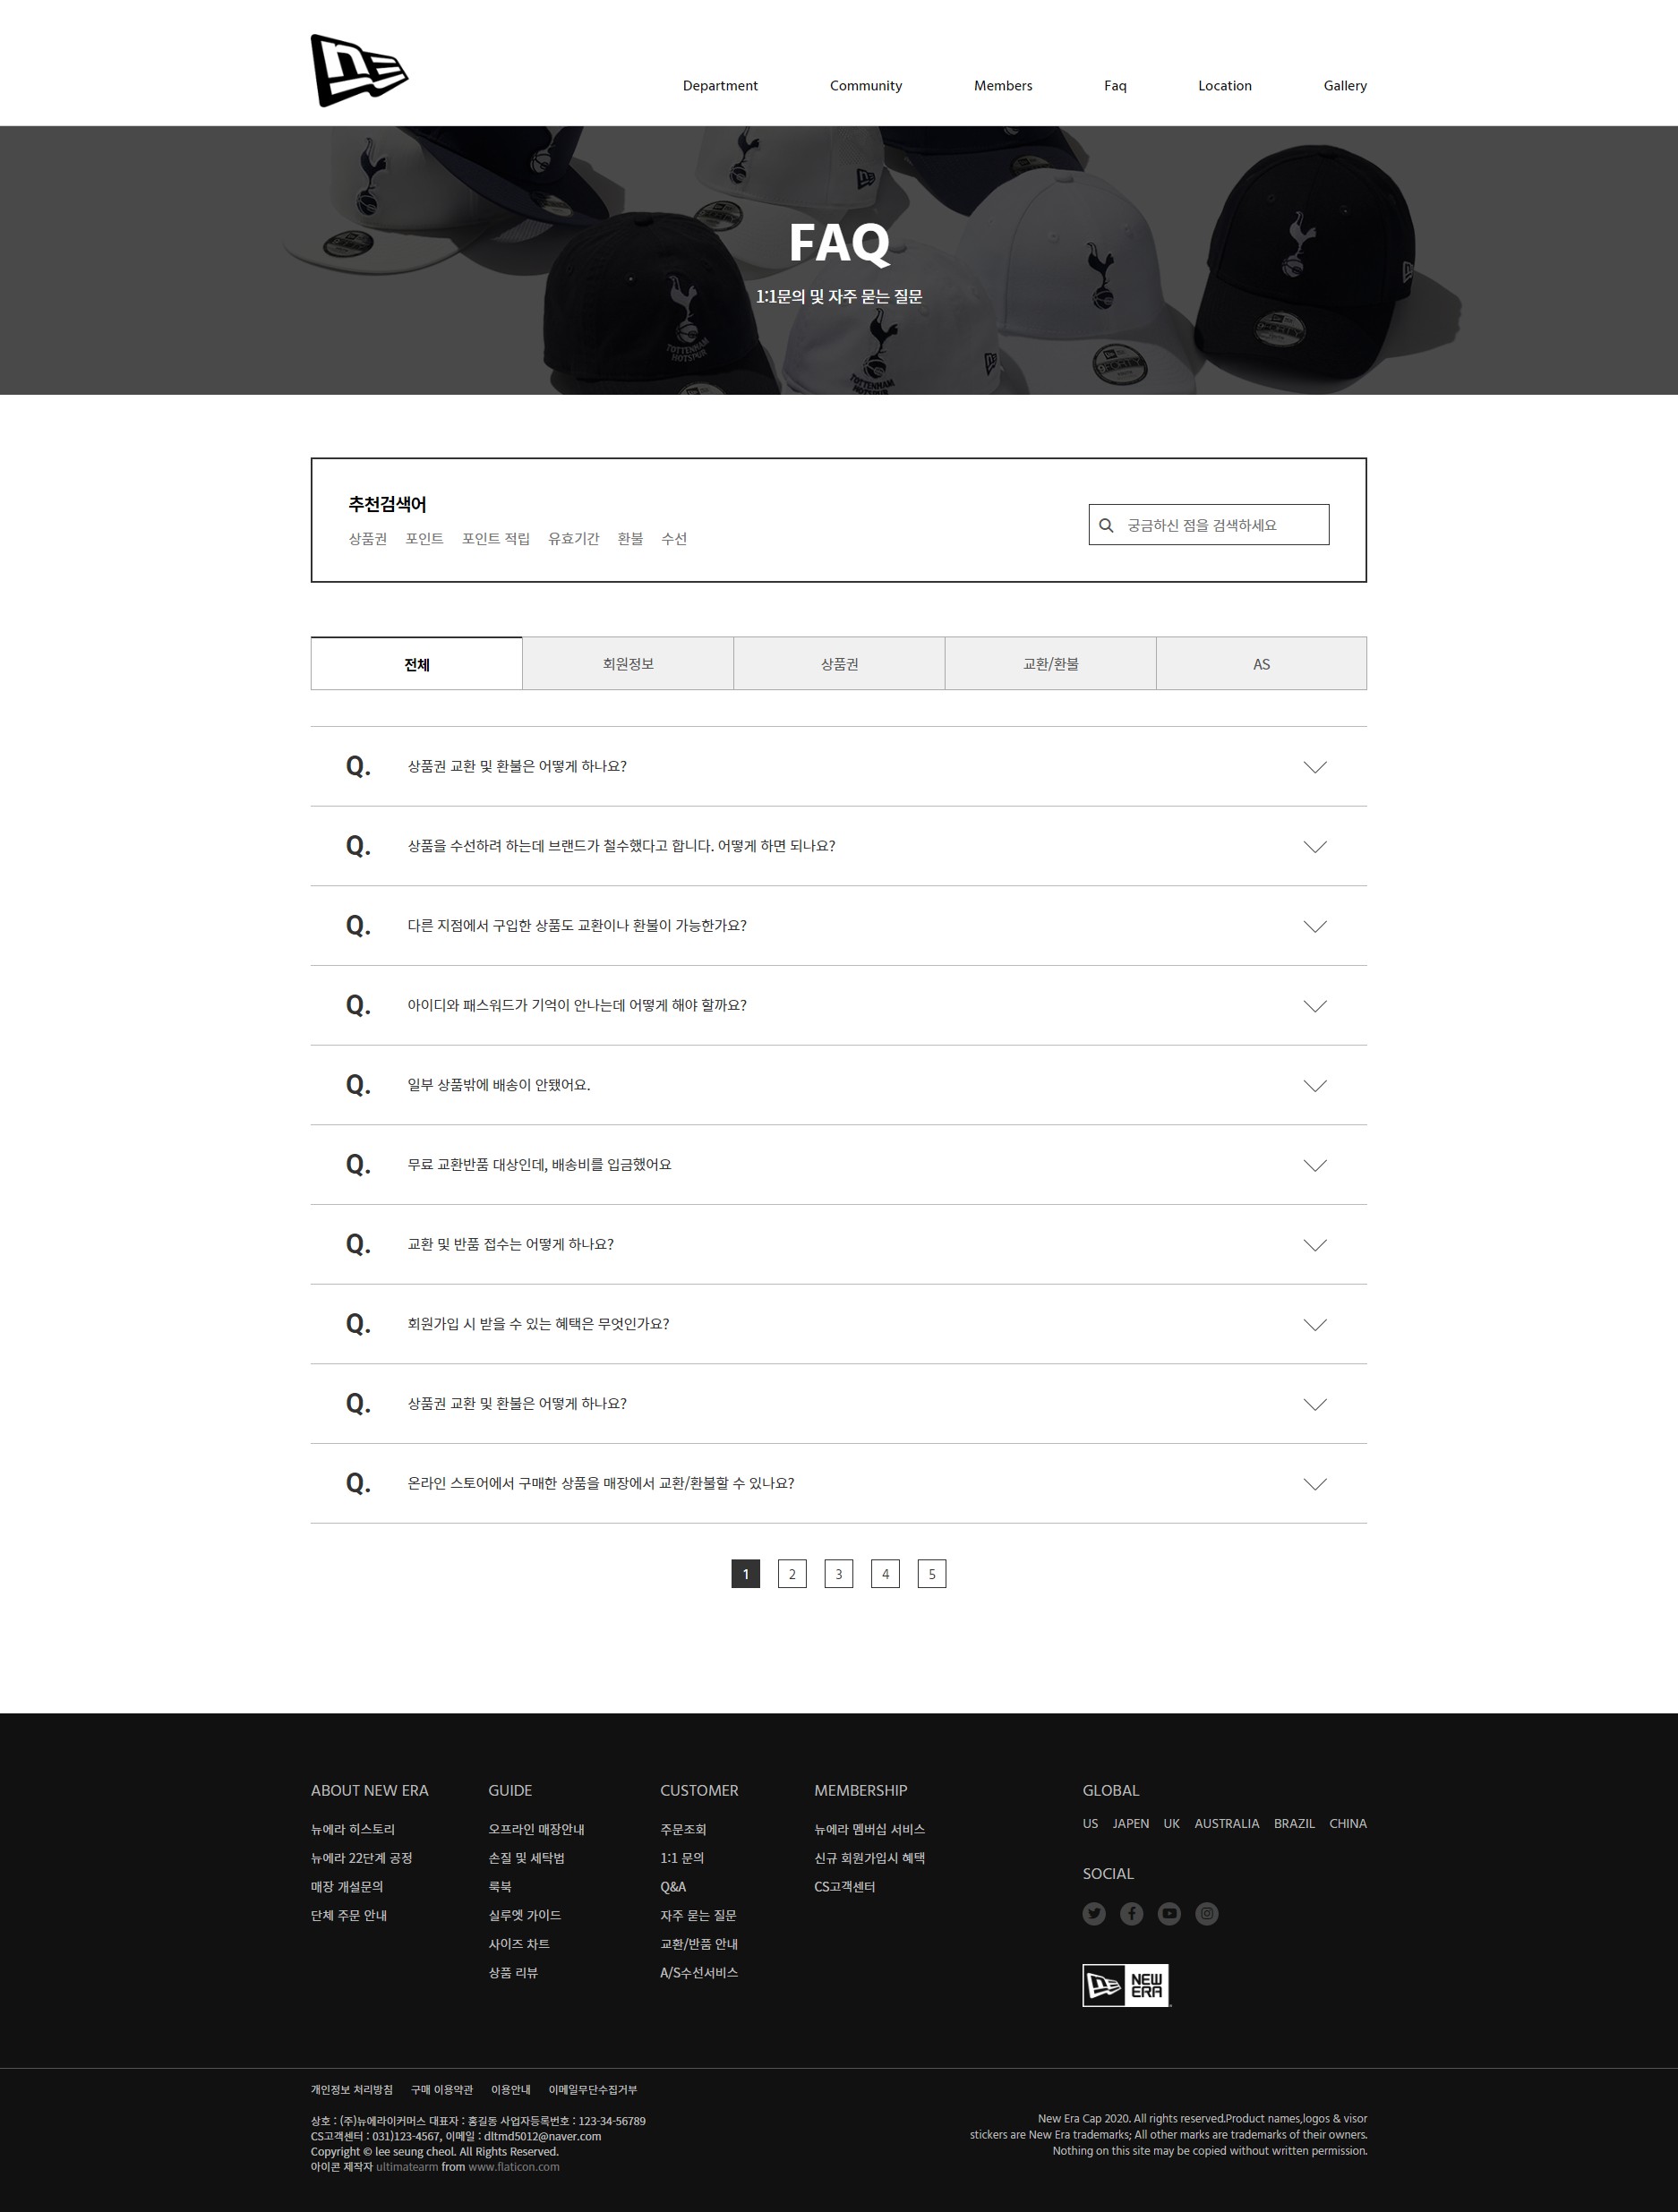 Department Community Members Faq Location Gallery
FAQ
1:1문의 및 자주 묻는 질문
TOTTENHAM
HOTSPUR
TOTTENHAM
HOTSPUR
추천검색어
상품권 포인트 포인트 적립 유효기간 환불 수선
궁금하신 점을 검색하세요
전체 회원정보 상품권 교환/환불 AS
Q. 상품권 교환 및 환불은 어떻게 하나요?
Q. 상품을 수선하려 하는데 브랜드가 철수했다고 합니다. 어떻게 하면 되나요?
Q. 다른 지점에서 구입한 상품도 교환이나 환불이 가능한가요?
Q. 아이디와 패스워드가 기억이 안나는데 어떻게 해야 할까요?
Q. 일부 상품밖에 배송이 안됐어요.
Q. 무료 교환반품 대상인데, 배송비를 입금했어요
Q. 교환 및 반품 접수는 어떻게 하나요?
Q. 회원가입 시 받을 수 있는 혜택은 무엇인가요?
Q. 상품권 교환 및 환불은 어떻게 하나요?
Q. 온라인 스토어에서 구매한 상품을 매장에서 교환/환불할 수 있나요?
1 2 3 4 5
ABOUT NEW ERA
뉴에라 히스토리
뉴에라 22단계 공정
매장 개설문의
단체 주문 안내
GUIDE
오프라인 매장안내
손질 및 세탁법
룩북
실루엣 가이드
사이즈 차트
상품 리뷰
CUSTOMER
주문조회
1:1 문의
Q&A
자주 묻는 질문
교환/반품 안내
A/S수선서비스
MEMBERSHIP
뉴에라 멤버십 서비스
신규 회원가입시 혜택
CS고객센터
GLOBAL
US JAPEN UK AUSTRALIA BRAZIL CHINA
SOCIAL
NEW
ERA
개인정보 처리방침 구매 이용약관 이용안내 이메일무단수집거부
상호 : (주)뉴에라이커머스 대표자 : 홍길동 사업자등록번호 : 123-34-56789
CS고객센터 : 031)123-4567, 이메일 : dltmd5012@naver.com
Copyright © lee seung cheol. All Rights Reserved.
아이콘 제작자 ultimatearm from www.flaticon.com
New Era Cap 2020. All rights reserved.Product names,logos & visor
stickers are New Era trademarks; All other marks are trademarks of their owners.
Nothing on this site may be copied without written permission.